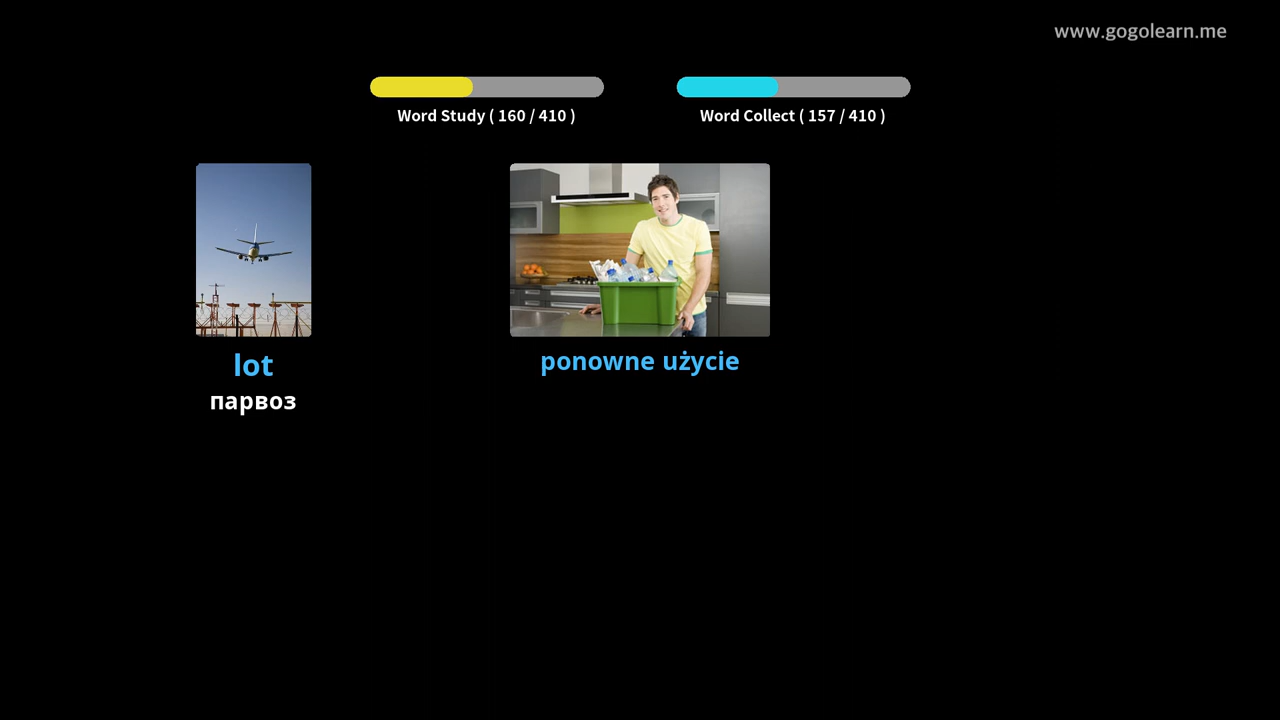 www.gogolearn.me
Word Study ( 160 / 410 )
Word Collect ( 157 / 410 )
lot
парвоз
ponowne użycie